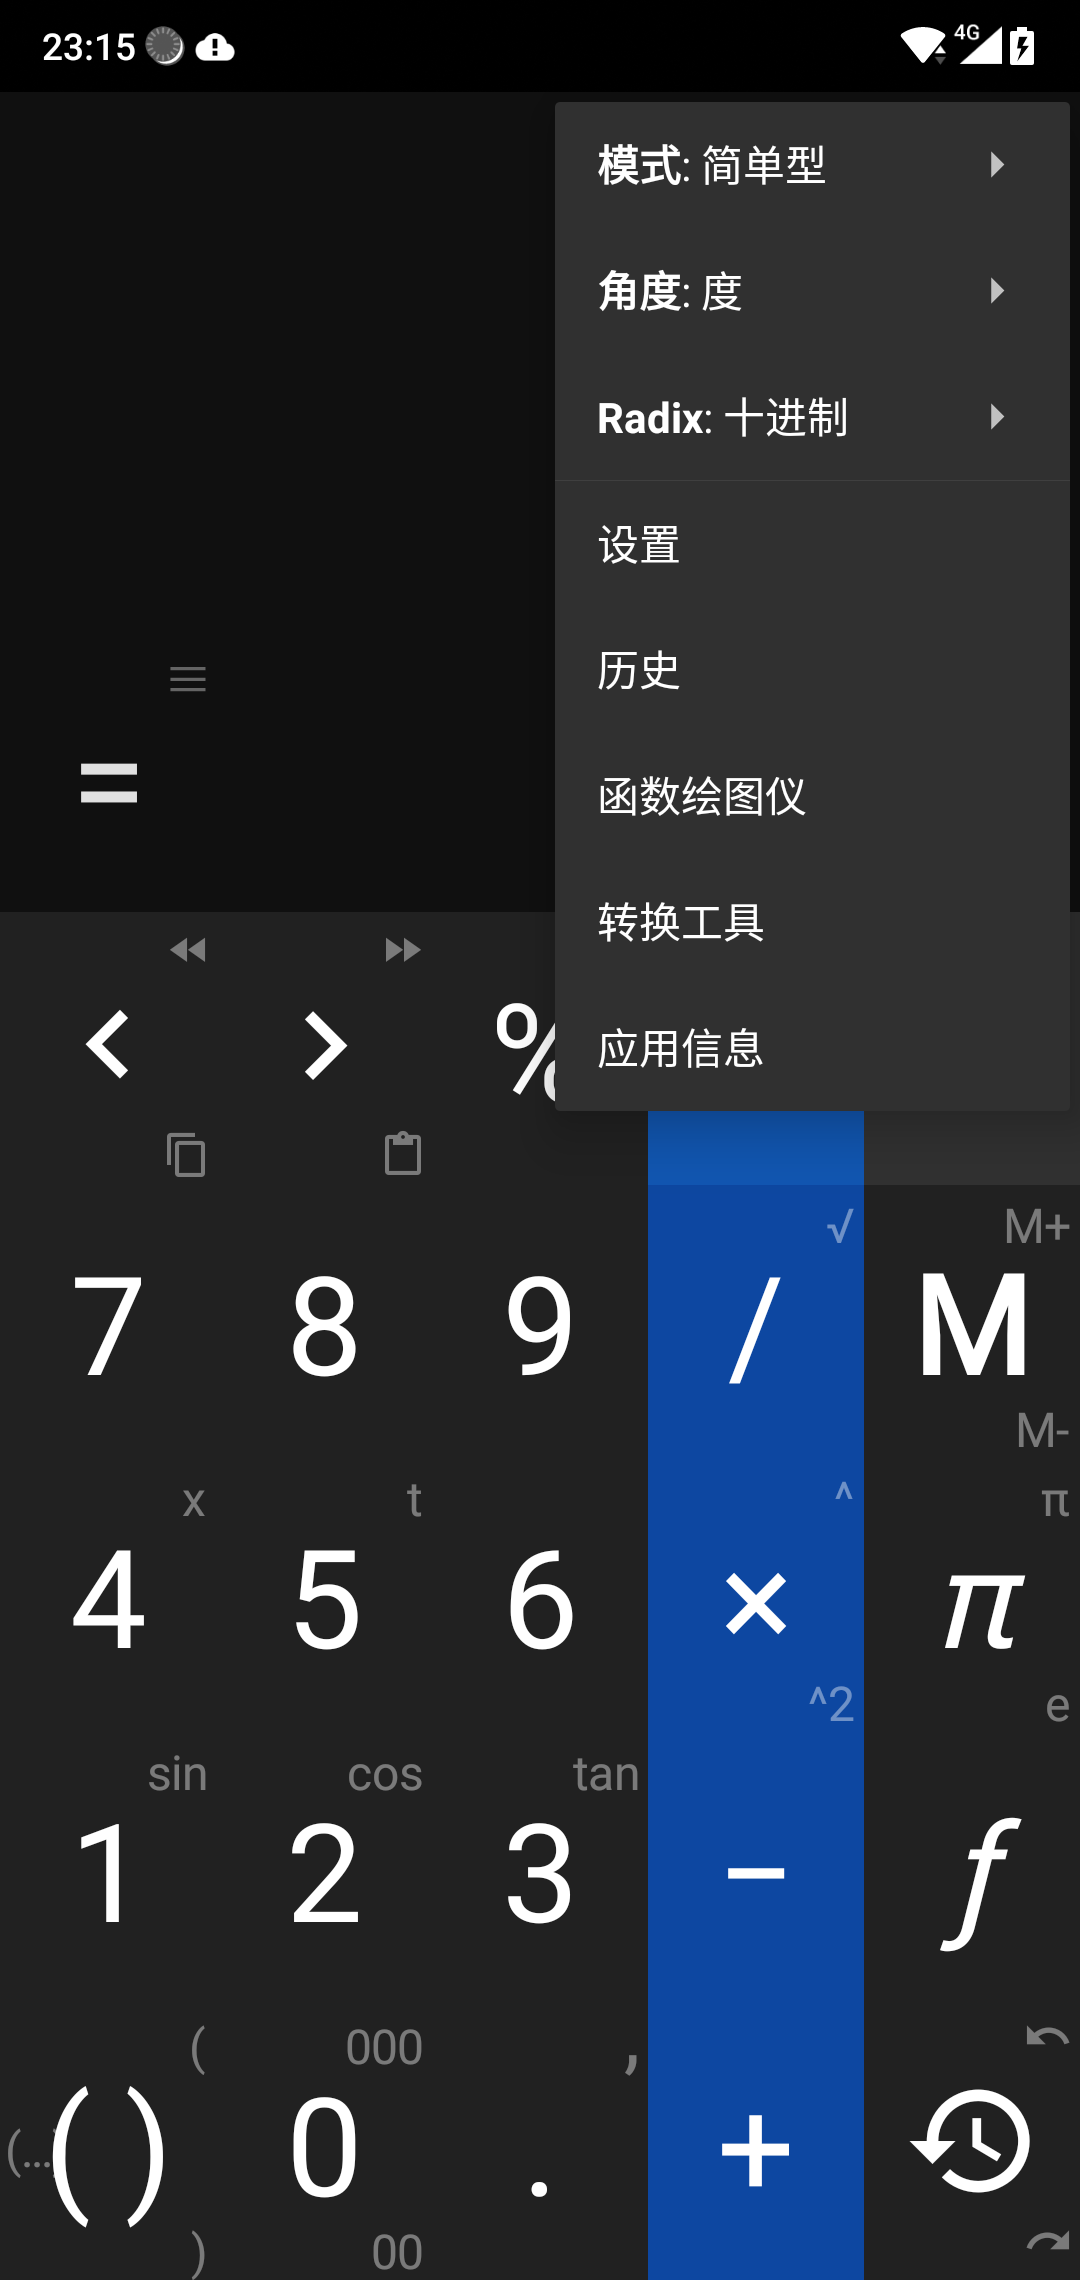 23:15
4G
模式: 简单型
角度: 度
Radix: 十进制
设置
历史
函数绘图仪
转换工具
应用信息
=
< > %
√ M+
7 8 9 / M
M-
x t ^ π
4 5 6 × π
^2 e
sin cos tan
1 2 3 − f
( 000 ,
(... ( ) 0 . +
) 00